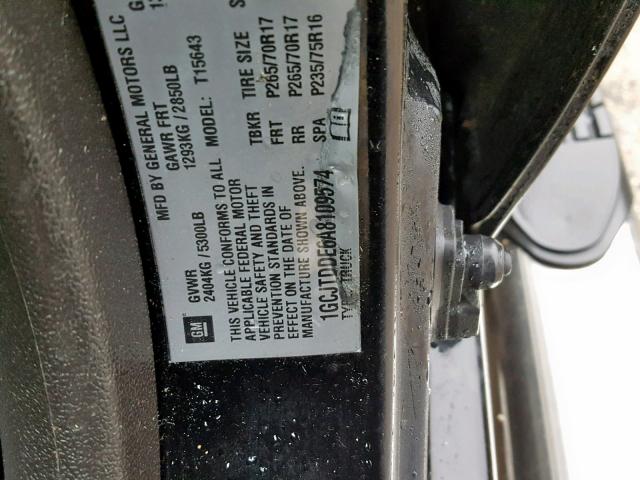 MFD BY GENERAL MOTORS LLC
GVWR
GAWR FRT
2404KG / 5300LB
1293KG / 2850LB
GM
THIS VEHICLE CONFORMS TO ALL
APPLICABLE FEDERAL MOTOR
VEHICLE SAFETY AND THEFT
PREVENTION STANDARDS IN
EFFECT ON THE DATE OF
MANUFACTURE SHOWN ABOVE.
1GCJTDDE6A8109574
TYPE: TRUCK
MODEL: T15643
TBKR TIRE SIZE S
FRT P265/70R17
RR P265/70R17
SPA P235/75R16